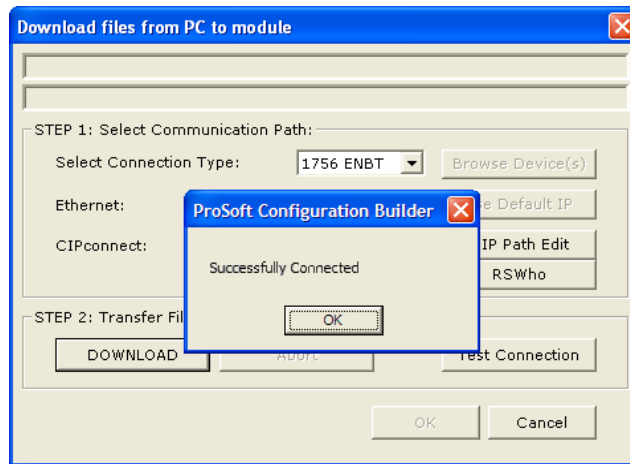 Download files from PC to module
STEP 1: Select Communication Path:
Select Connection Type:
1756 ENBT
Browse Device(s)
Ethernet:
Default IP
CIPconnect:
IP Path Edit
RSWho
ProSoft Configuration Builder
Successfully Connected
OK
STEP 2: Transfer Fil
DOWNLOAD
Abort
Test Connection
OK
Cancel